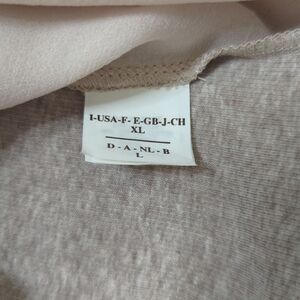 I-USA-F- E-GB-J-CH
XL
D - A - NL - B
L